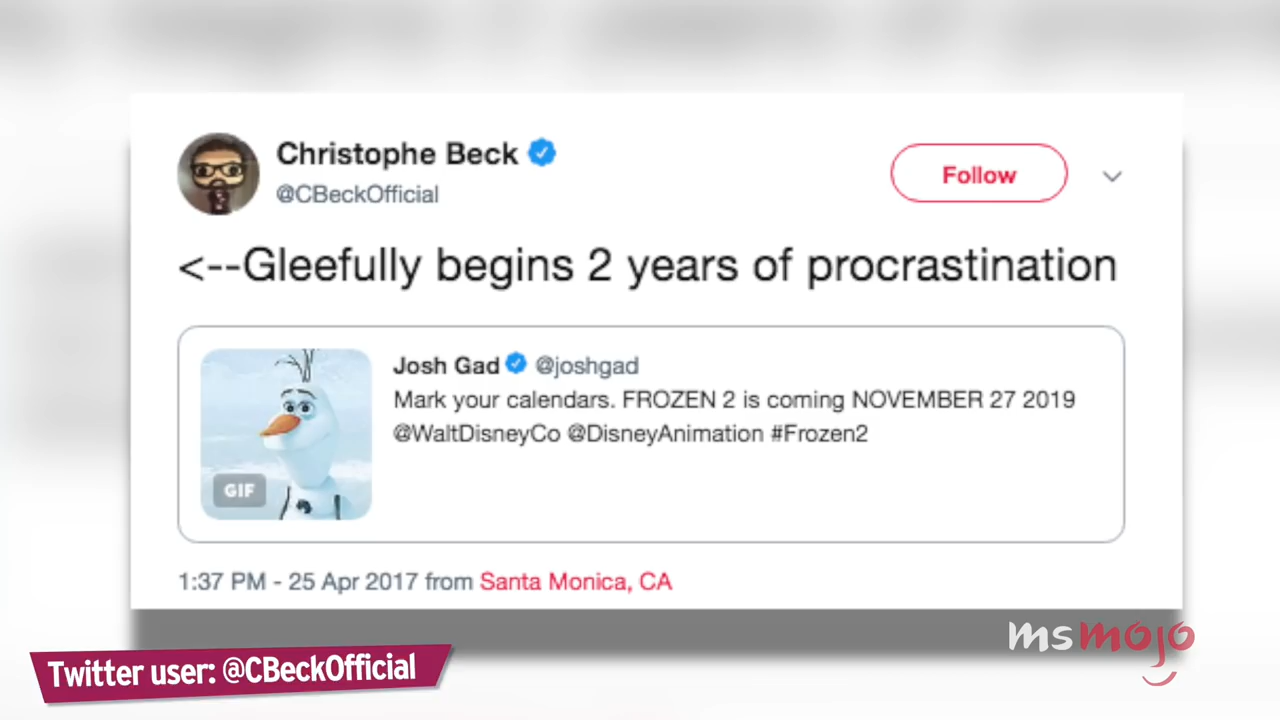 Christophe Beck
@CBeckOfficial
Follow
<--Gleefully begins 2 years of procrastination
Josh Gad @joshgad
Mark your calendars. FROZEN 2 is coming NOVEMBER 27 2019
@WaltDisneyCo @DisneyAnimation #Frozen2
GIF
1:37 PM - 25 Apr 2017 from Santa Monica, CA
msmojo
Twitter user: @CBeckOfficial